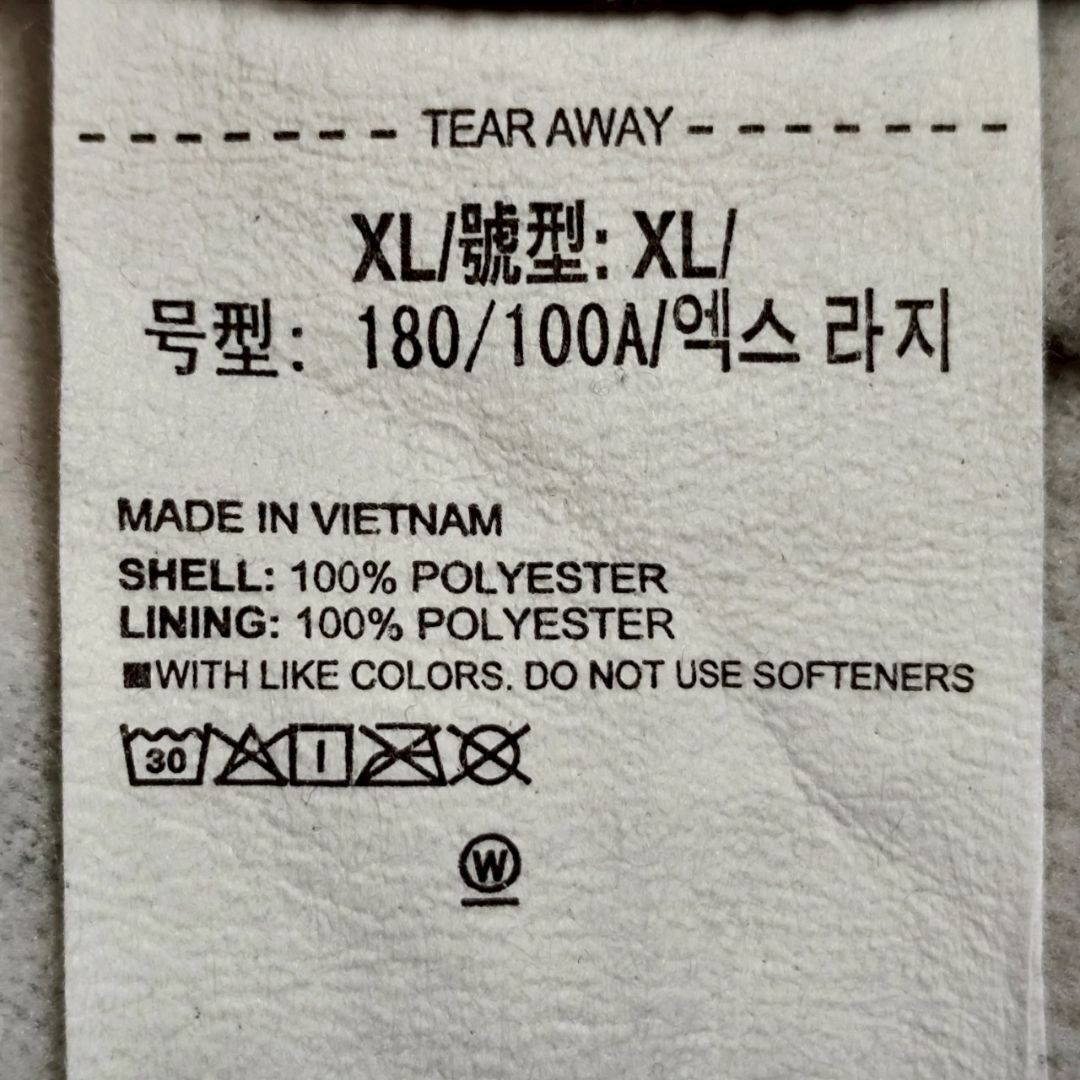 TEAR AWAY
XL/號型: XL/
号型: 180/100A/엑스 라지
MADE IN VIETNAM
SHELL: 100% POLYESTER
LINING: 100% POLYESTER
WITH LIKE COLORS. DO NOT USE SOFTENERS
30
W